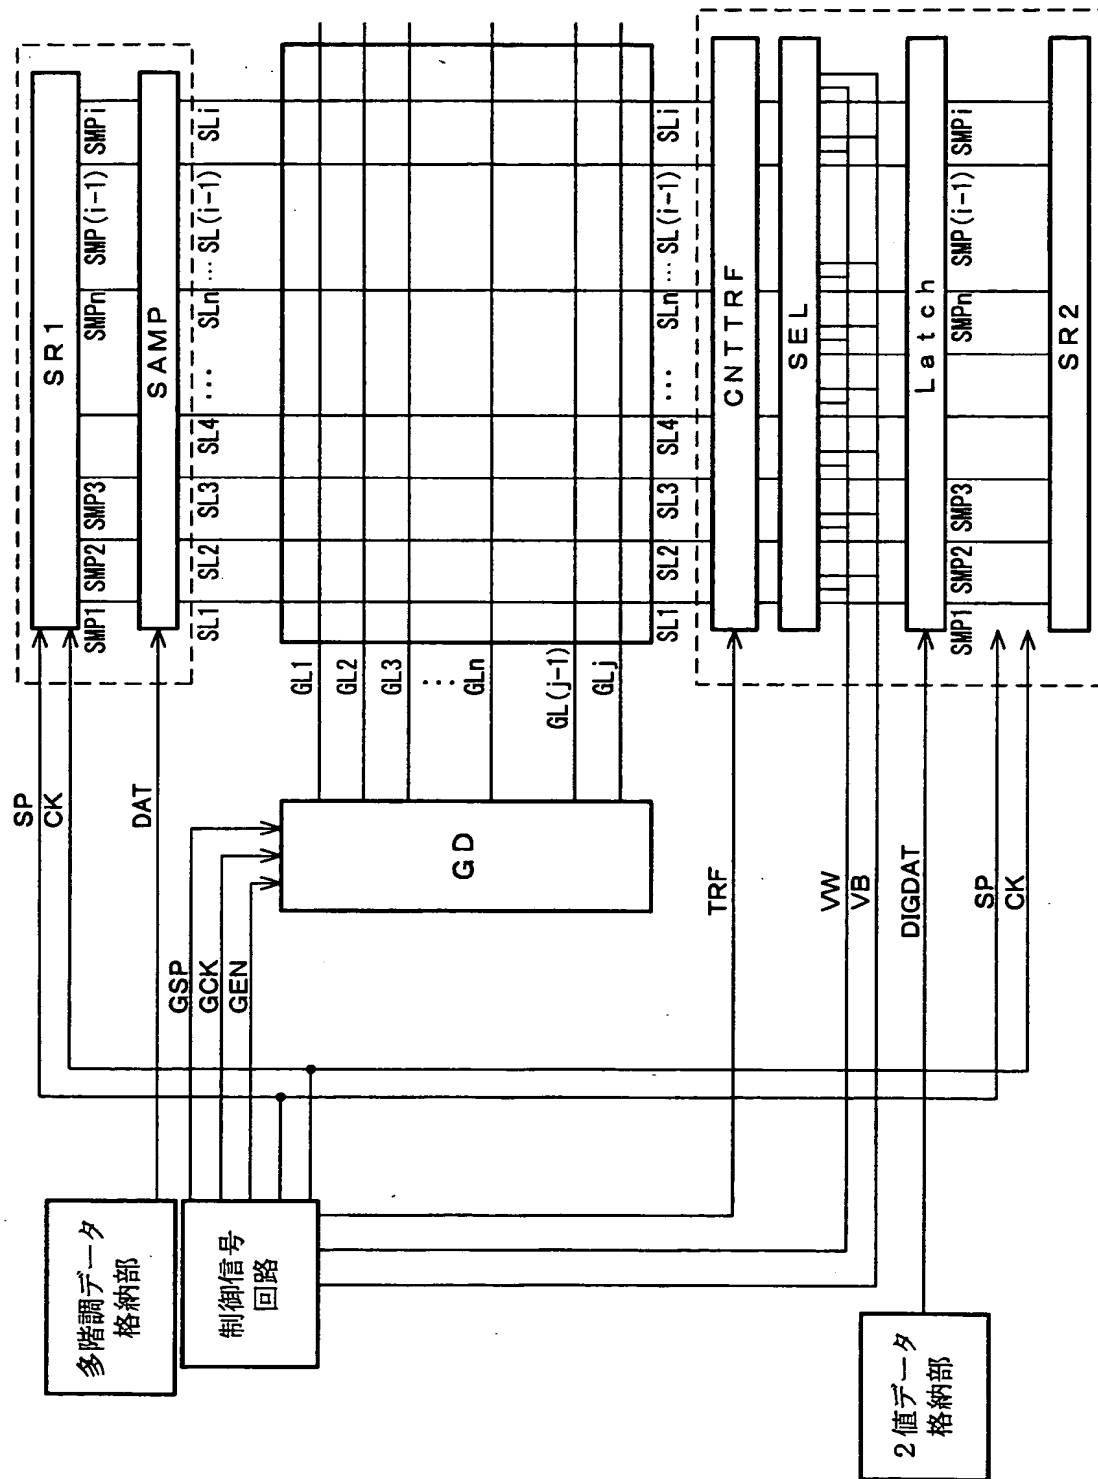 SP
CK
SR1
SMP1
SMP2
SMP3
SMPn
SMP(i-1)
SMPi
DAT
SAMP
SL1
SL2
SL3
SL4
...
SLn
...
SL(i-1)
SLi
多階調データ
格納部
GSP
GCK
GEN
制御信号
回路
GD
GL1
GL2
GL3
...
GLn
GL(j-1)
GLj
SL1
SL2
SL3
SL4
...
SLn
...
SL(i-1)
SLi
TRF
CNTTRF
SEL
VW
VB
DIGDAT
Latch
2値データ
格納部
SMP1
SMP2
SMP3
SMPn
SMP(i-1)
SMPi
SP
CK
SR2